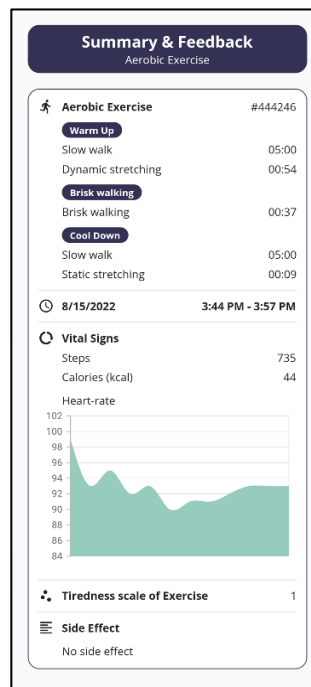 Summary & Feedback
Aerobic Exercise
Aerobic Exercise #444246
Warm Up
Slow walk 05:00
Dynamic stretching 00:54
Brisk walking
Brisk walking 00:37
Cool Down
Slow walk 05:00
Static stretching 00:09
8/15/2022 3:44 PM - 3:57 PM
Vital Signs
Steps 735
Calories (kcal) 44
Heart-rate
102
100
98
96
94
92
90
88
86
84
Tiredness scale of Exercise 1
Side Effect
No side effect